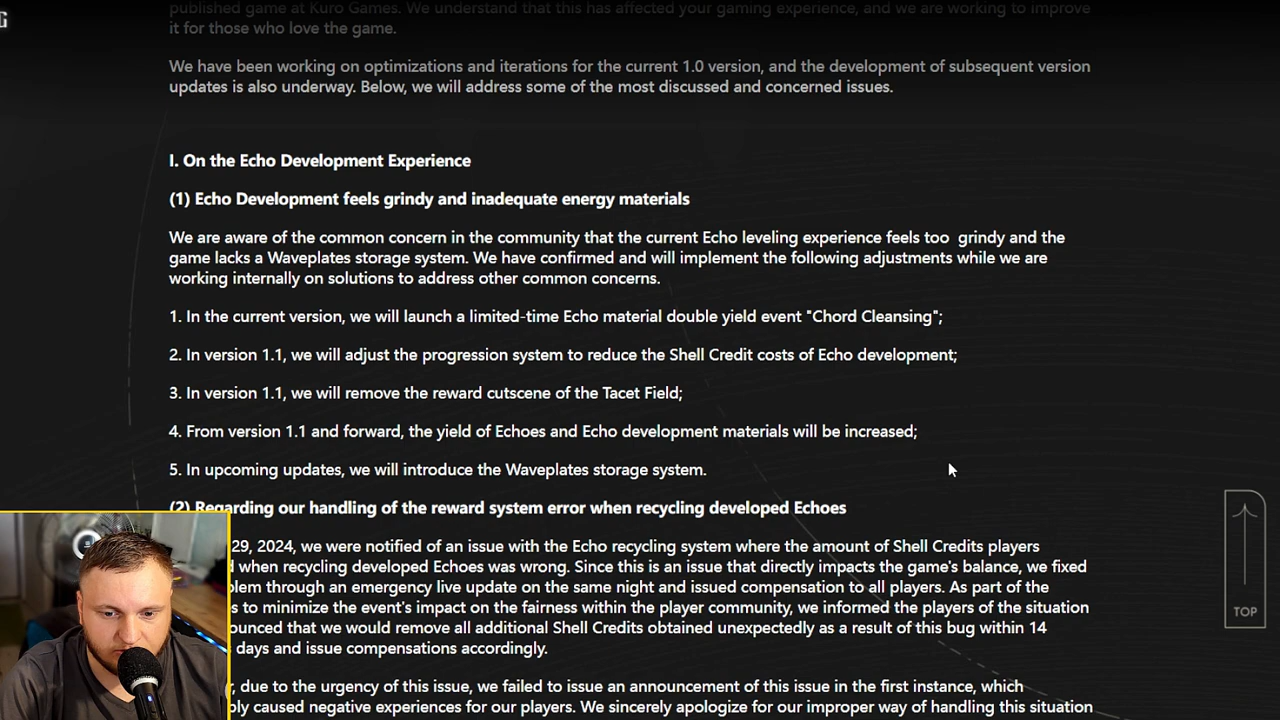 published game at Kuro Games. We understand that this has affected your gaming experience, and we are working to improve
it for those who love the game.
We have been working on optimizations and iterations for the current 1.0 version, and the development of subsequent version
updates is also underway. Below, we will address some of the most discussed and concerned issues.
I. On the Echo Development Experience
(1) Echo Development feels grindy and inadequate energy materials
We are aware of the common concern in the community that the current Echo leveling experience feels too grindy and the
game lacks a Waveplates storage system. We have confirmed and will implement the following adjustments while we are
working internally on solutions to address other common concerns.
1. In the current version, we will launch a limited-time Echo material double yield event "Chord Cleansing";
2. In version 1.1, we will adjust the progression system to reduce the Shell Credit costs of Echo development;
3. In version 1.1, we will remove the reward cutscene of the Tacet Field;
4. From version 1.1 and forward, the yield of Echoes and Echo development materials will be increased;
5. In upcoming updates, we will introduce the Waveplates storage system.
(2) Regarding our handling of the reward system error when recycling developed Echoes
29, 2024, we were notified of an issue with the Echo recycling system where the amount of Shell Credits players
when recycling developed Echoes was wrong. Since this is an issue that directly impacts the game's balance, we fixed
through an emergency live update on the same night and issued compensation to all players. As part of the
to minimize the event's impact on the fairness within the player community, we informed the players of the situation
that we would remove all additional Shell Credits obtained unexpectedly as a result of this bug within 14
days and issue compensations accordingly.
due to the urgency of this issue, we failed to issue an announcement of this issue in the first instance, which
caused negative experiences for our players. We sincerely apologize for our improper way of handling this situation
TOP